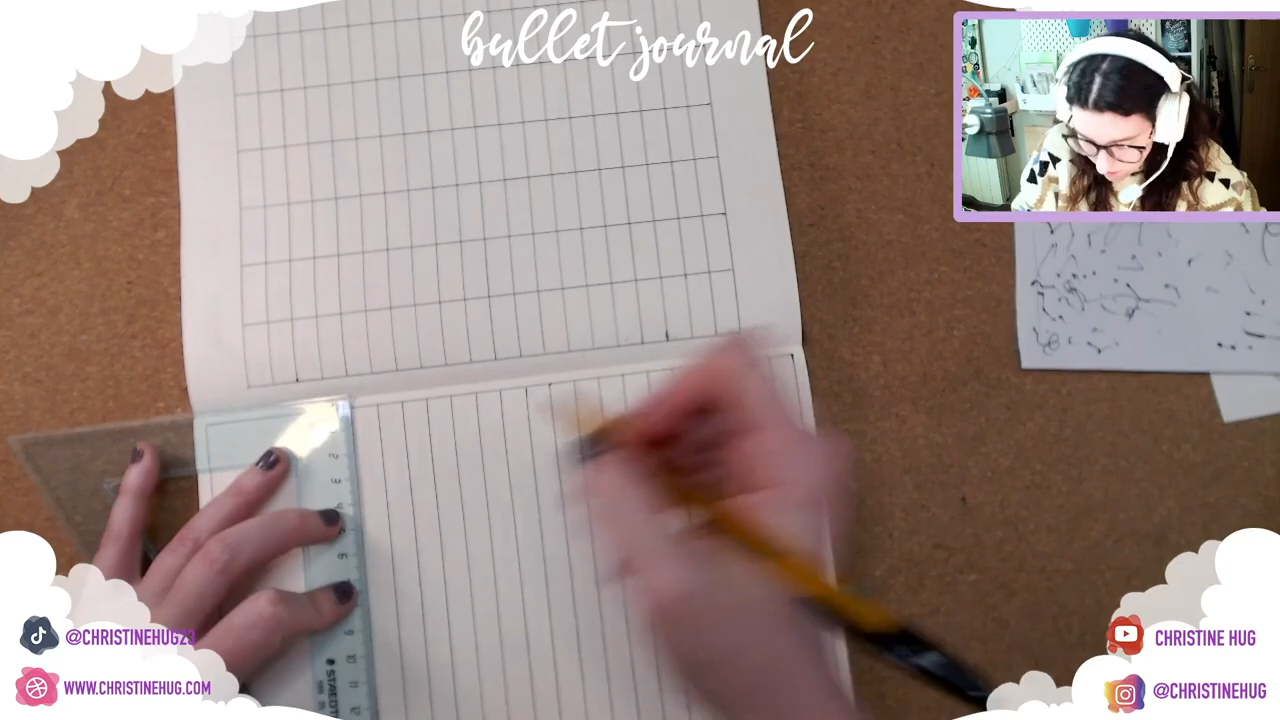 bullet journal
@CHRISTINEHUG23
WWW.CHRISTINEHUG.COM
CHRISTINE HUG
@CHRISTINEHUG